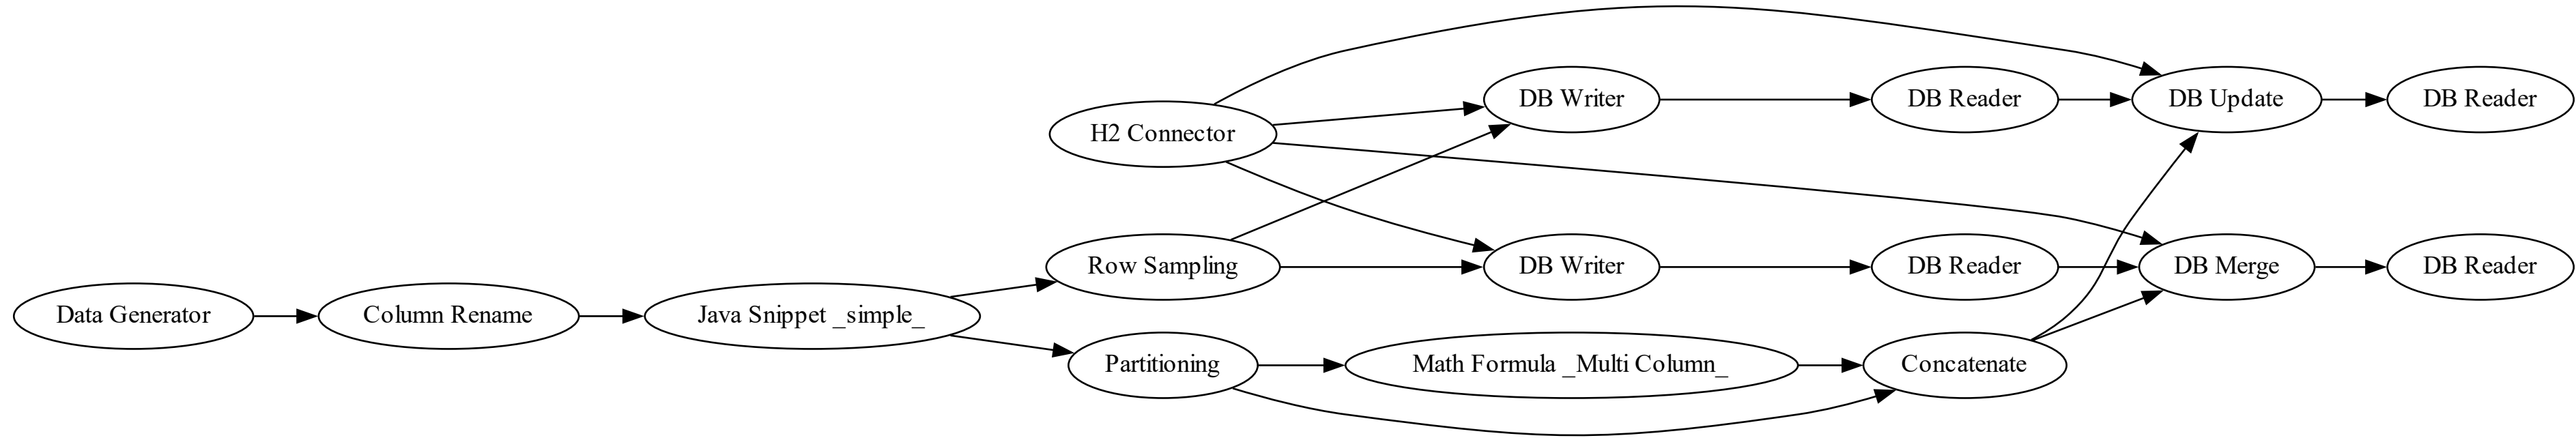 Data Generator
Column Rename
Java Snippet _simple_
H2 Connector
Row Sampling
Partitioning
DB Writer
DB Writer
Math Formula _Multi Column_
DB Reader
DB Reader
Concatenate
DB Update
DB Merge
DB Reader
DB Reader